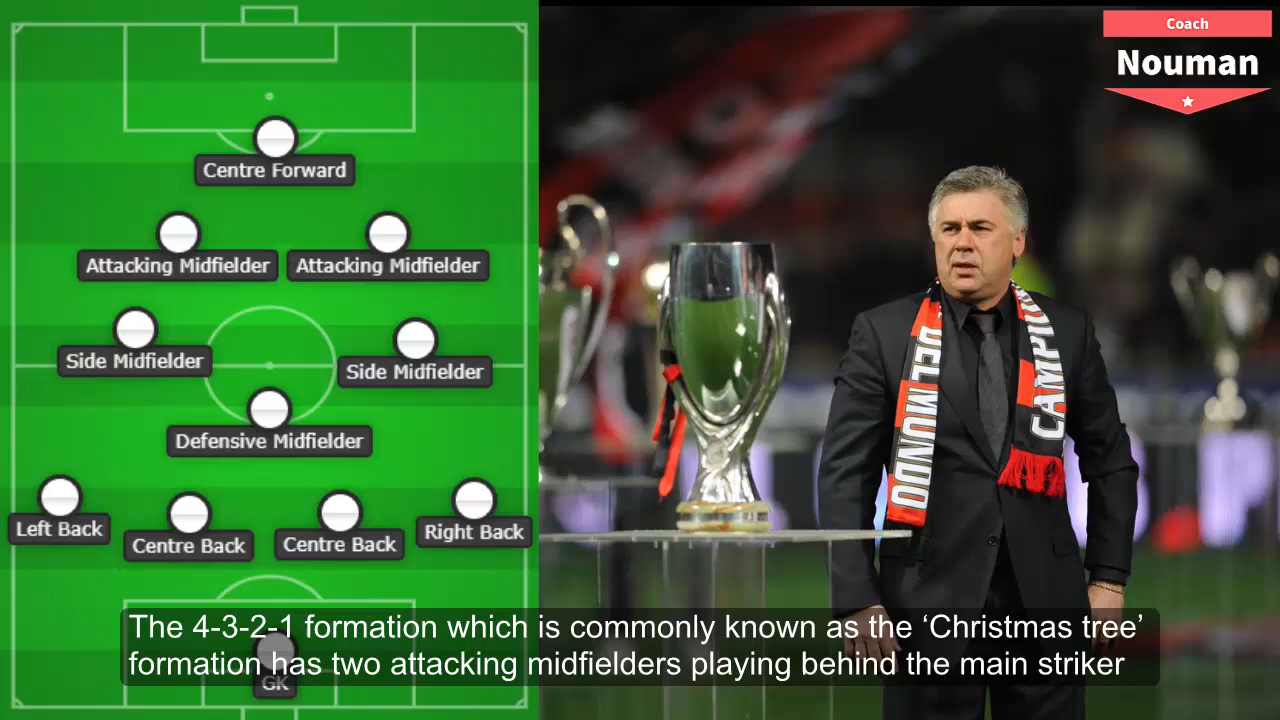 Coach
Nouman
Centre Forward
Attacking Midfielder
Attacking Midfielder
Side Midfielder
Side Midfielder
Defensive Midfielder
Left Back
Centre Back
Centre Back
Right Back
GK
DEL MUNDO
The 4-3-2-1 formation which is commonly known as the ‘Christmas tree’
formation has two attacking midfielders playing behind the main striker